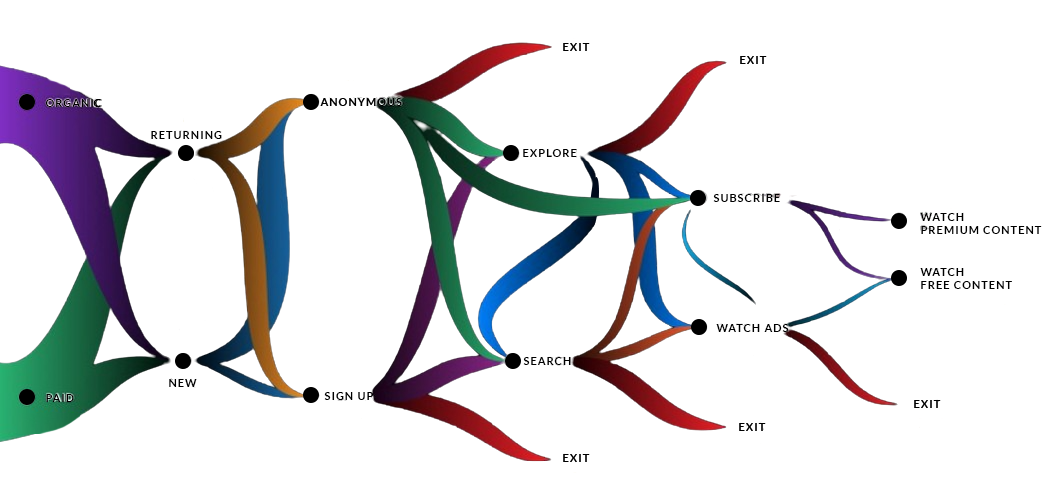 EXIT
EXIT
ORGANIC
ANONYMOUS
RETURNING
EXPLORE
SUBSCRIBE
WATCH
PREMIUM CONTENT
WATCH
FREE CONTENT
WATCH ADS
SEARCH
NEW
PAID
SIGN UP
EXIT
EXIT
EXIT